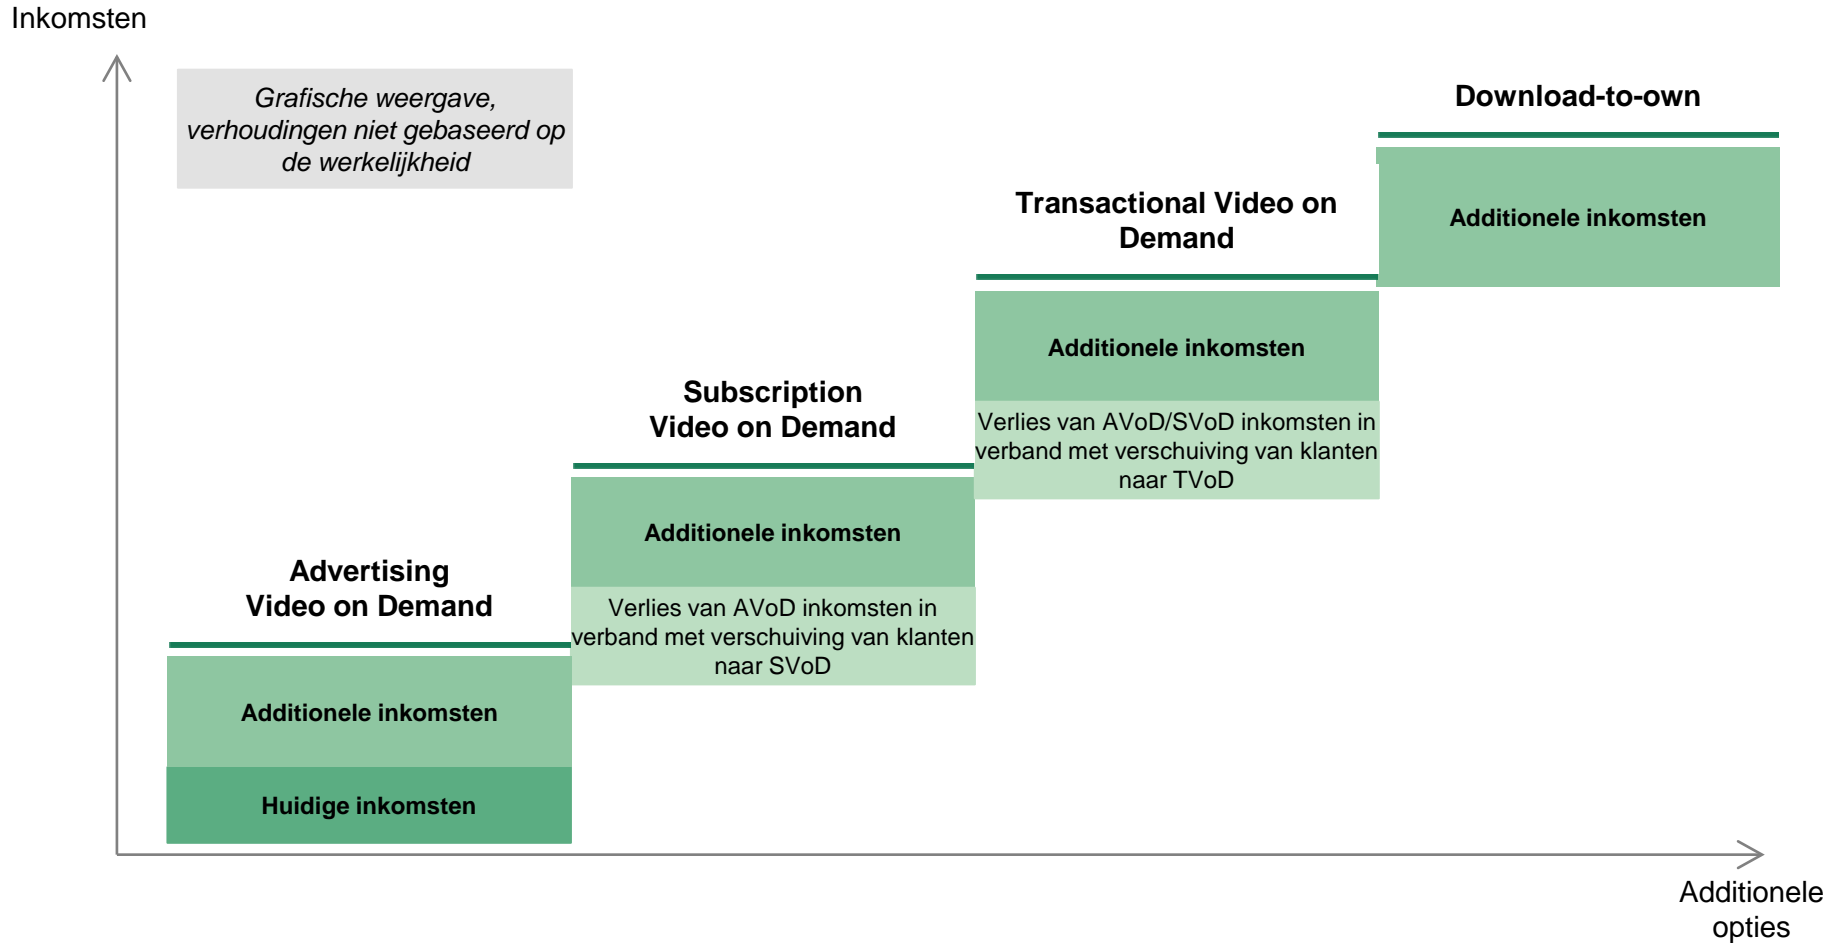 Inkomsten
Grafische weergave,
verhoudingen niet gebaseerd op
de werkelijkheid
Download-to-own
Additionele inkomsten
Transactional Video on
Demand
Additionele inkomsten
Verlies van AVoD/SVoD inkomsten in
verband met verschuiving van klanten
naar TVoD
Subscription
Video on Demand
Additionele inkomsten
Verlies van AVoD inkomsten in
verband met verschuiving van klanten
naar SVoD
Advertising
Video on Demand
Additionele inkomsten
Huidige inkomsten
Additionele
opties